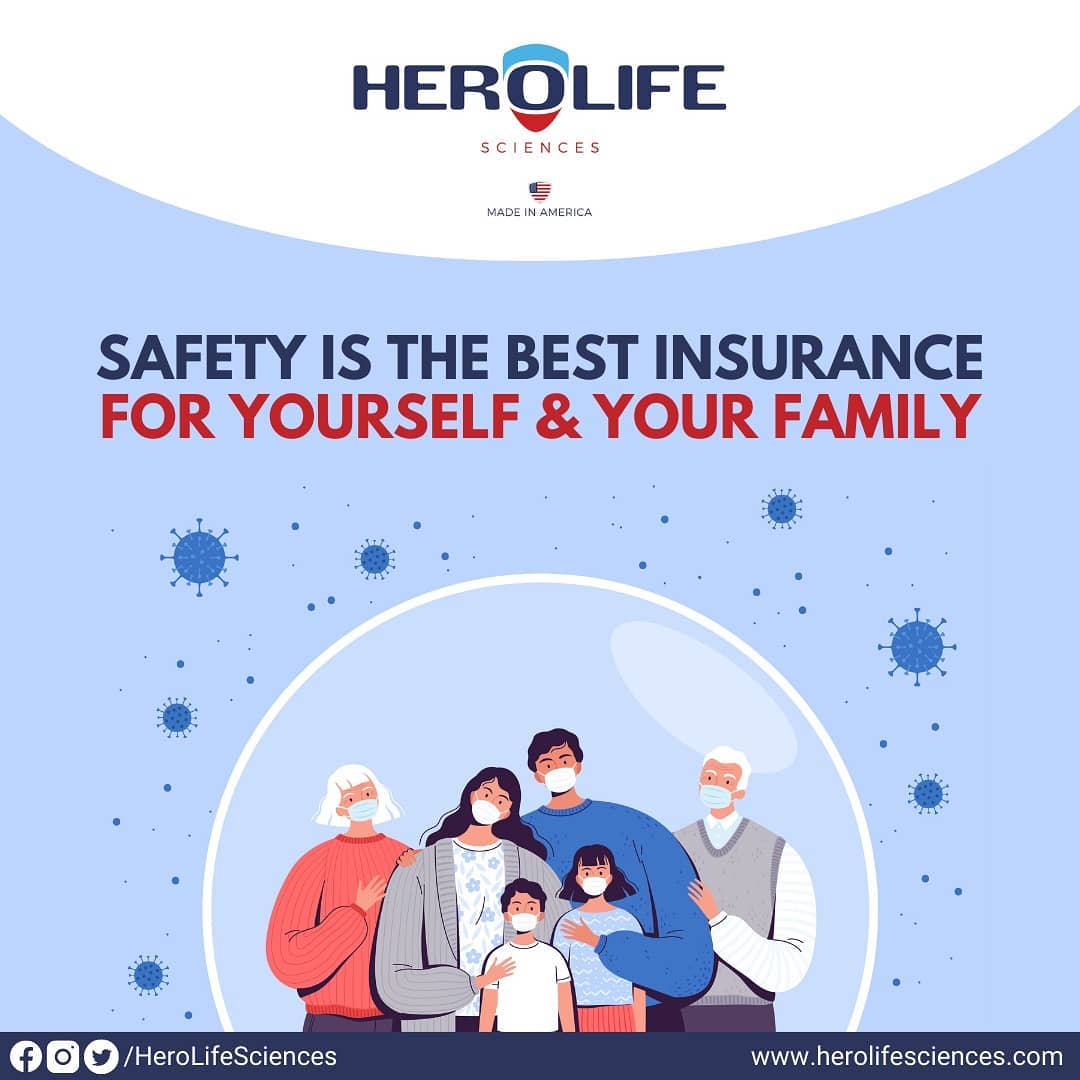 HEROLIFE
SCIENCES
MADE IN AMERICA
SAFETY IS THE BEST INSURANCE
FOR YOURSELF & YOUR FAMILY
/HeroLifeSciences
www.herolifesciences.com